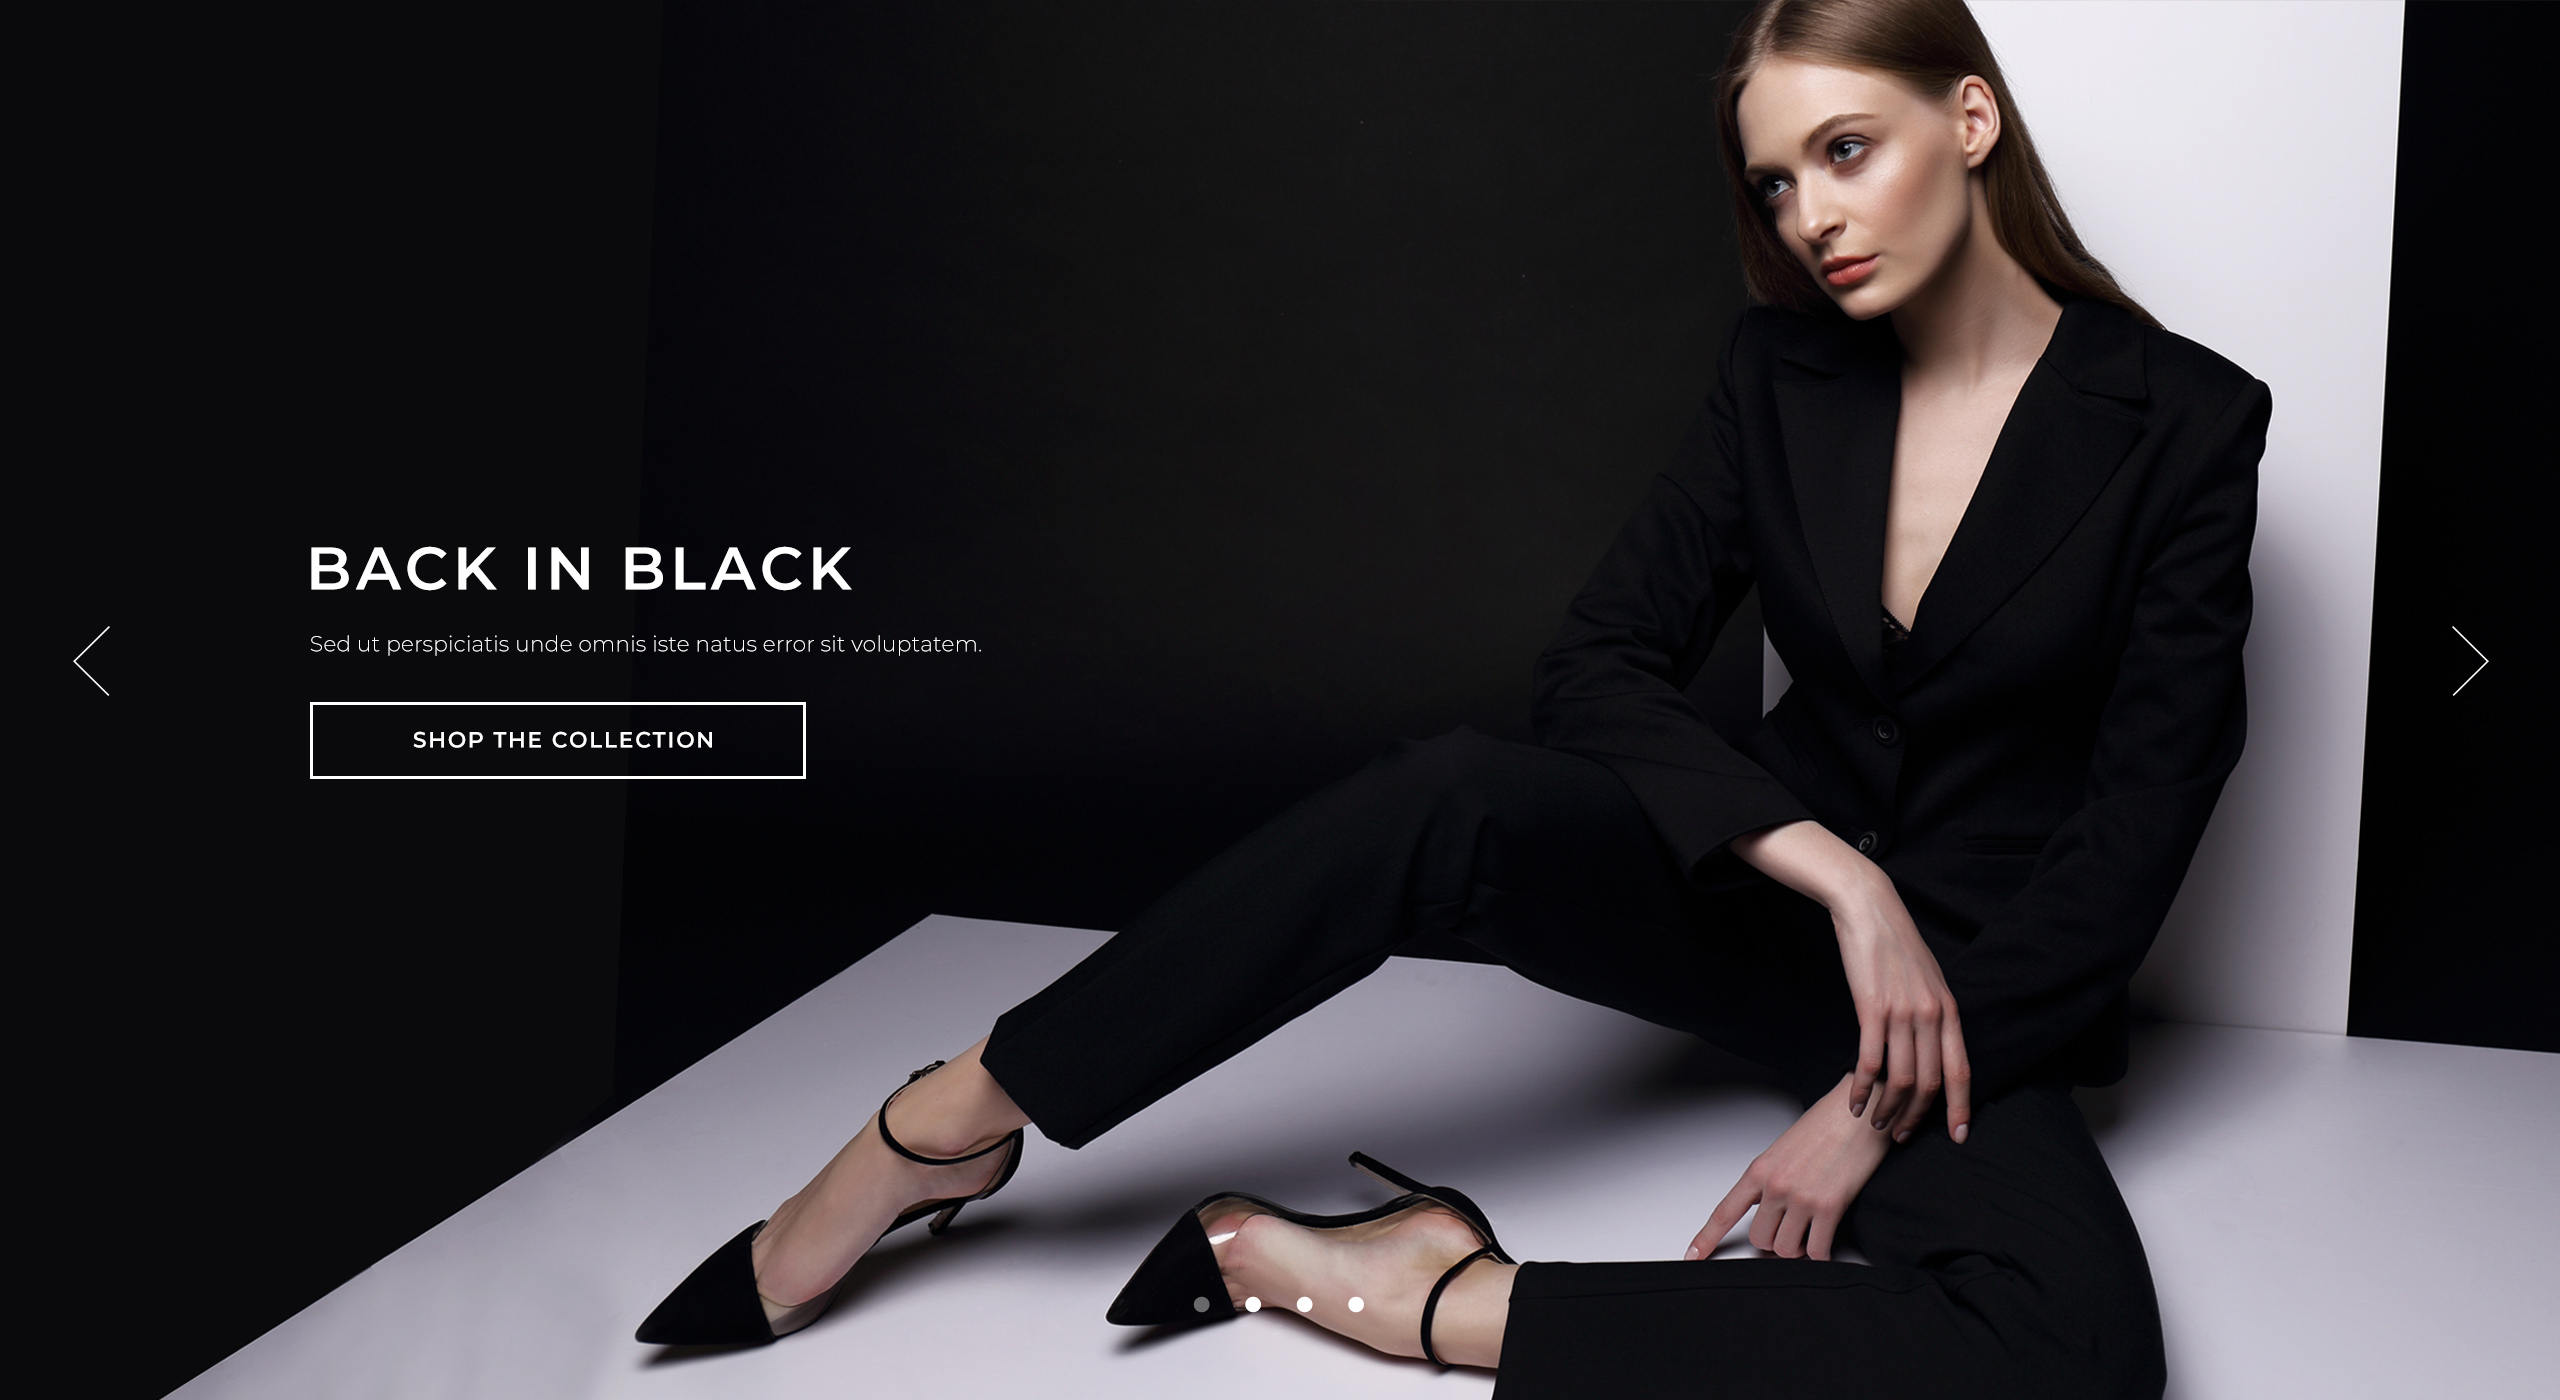 BACK IN BLACK
Sed ut perspiciatis unde omnis iste natus error sit voluptatem.
SHOP THE COLLECTION